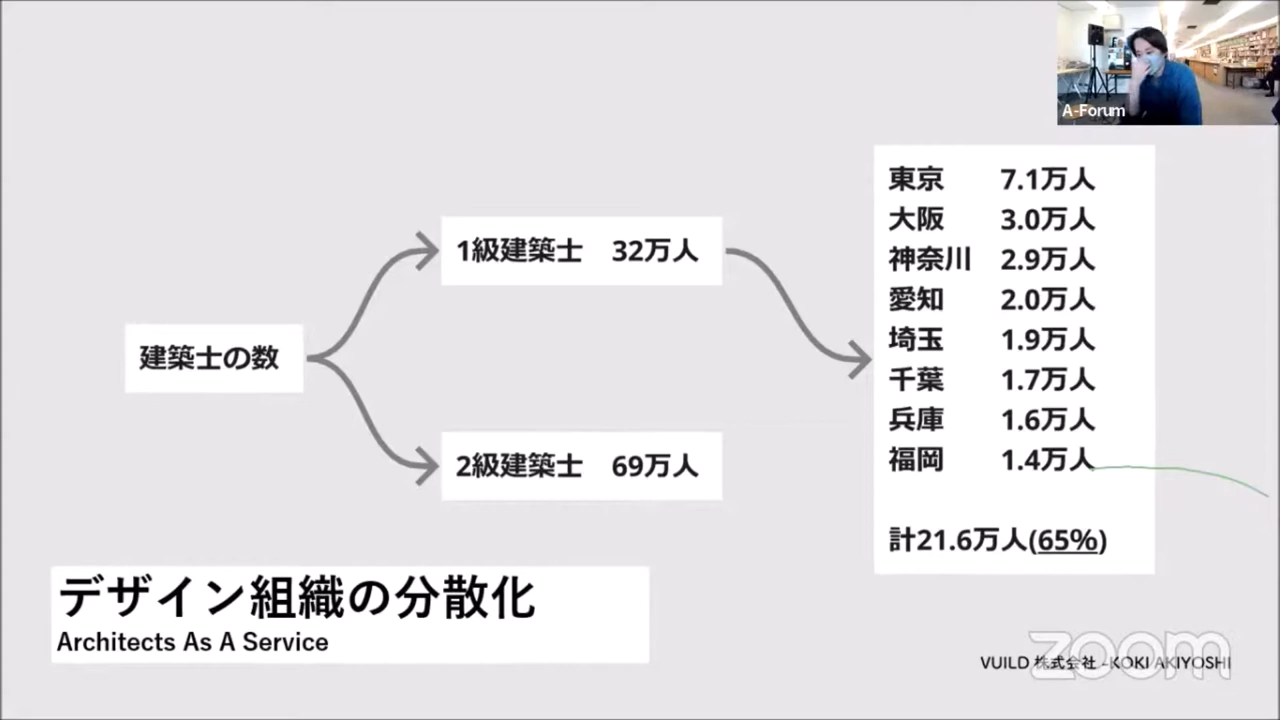 A-Forum
建築士の数
1級建築士 32万人
2級建築士 69万人
東京 7.1万人
大阪 3.0万人
神奈川 2.9万人
愛知 2.0万人
埼玉 1.9万人
千葉 1.7万人
兵庫 1.6万人
福岡 1.4万人
計21.6万人(65%)
デザイン組織の分散化
Architects As A Service
zoom
VUILD 株式会社 -KOKI AKIYOSHI